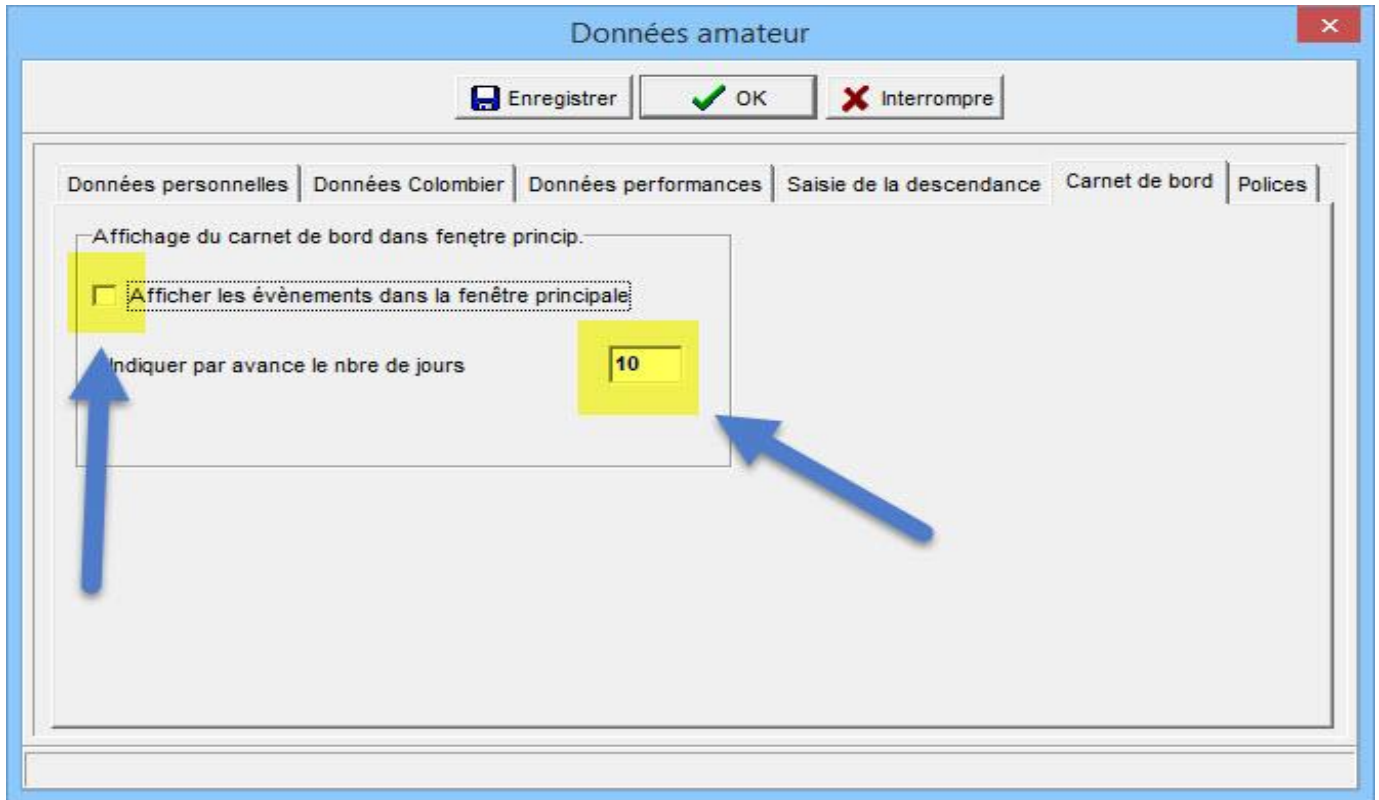 Données amateur
Enregistrer OK Interrompre
Données personnelles Données Colombier Données performances Saisie de la descendance Carnet de bord Polices
Affichage du carnet de bord dans fenętre princip.
Afficher les évènements dans la fenêtre principale
Indiquer par avance le nbre de jours 10